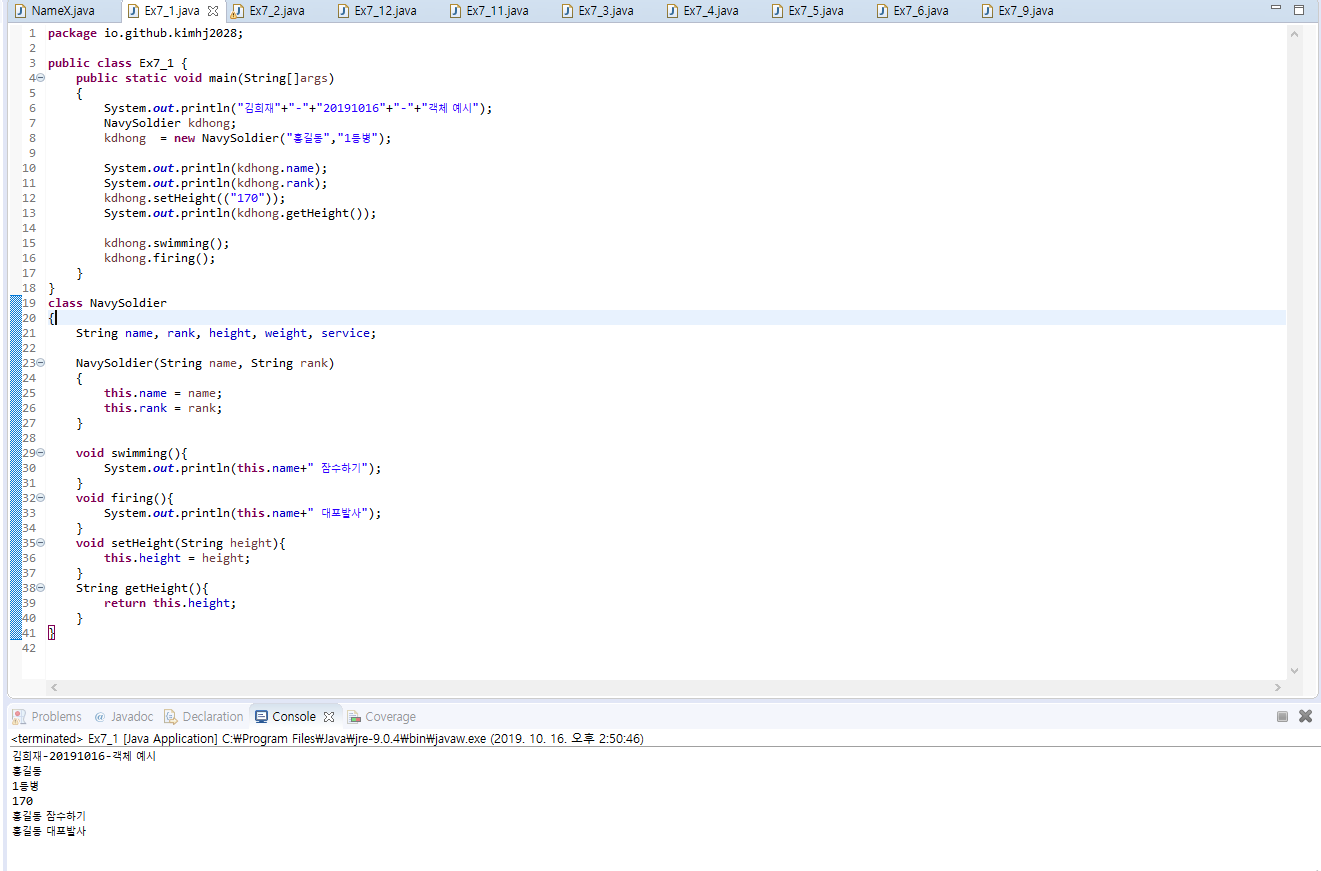 NameX.java Ex7_1.java Ex7_2.java Ex7_12.java Ex7_11.java Ex7_3.java Ex7_4.java Ex7_5.java Ex7_6.java Ex7_9.java
1 package io.github.kimhj2028;
2
3 public class Ex7_1 {
4 public static void main(String[]args)
5 {
6 System.out.println("김희재"+"-"+"20191016"+"-"+"객체 예시");
7 NavySoldier kdhong;
8 kdhong  = new NavySoldier("홍길동","1등병");
9
10 System.out.println(kdhong.name);
11 System.out.println(kdhong.rank);
12 kdhong.setHeight(("170"));
13 System.out.println(kdhong.getHeight());
14
15 kdhong.swimming();
16 kdhong.firing();
17 }
18 }
19 class NavySoldier
20 {
21 String name, rank, height, weight, service;
22
23 NavySoldier(String name, String rank)
24 {
25 this.name = name;
26 this.rank = rank;
27 }
28
29 void swimming(){
30 System.out.println(this.name+" 잠수하기");
31 }
32 void firing(){
33 System.out.println(this.name+" 대포발사");
34 }
35 void setHeight(String height){
36 this.height = height;
37 }
38 String getHeight(){
39 return this.height;
40 }
41 }
42
Problems @ Javadoc Declaration Console Coverage
<terminated> Ex7_1 [Java Application] C:₩Program Files₩Java₩jre-9.0.4₩bin₩javaw.exe (2019. 10. 16. 오후 2:50:46)
김희재-20191016-객체 예시
홍길동
1등병
170
홍길동 잠수하기
홍길동 대포발사